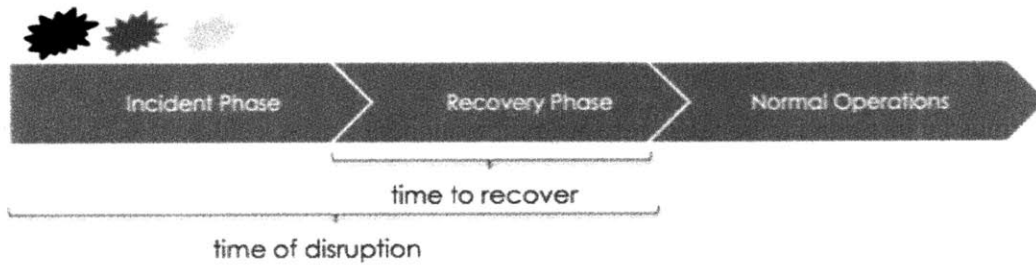 Incident Phase
Recovery Phase
Normal Operations
time to recover
time of disruption